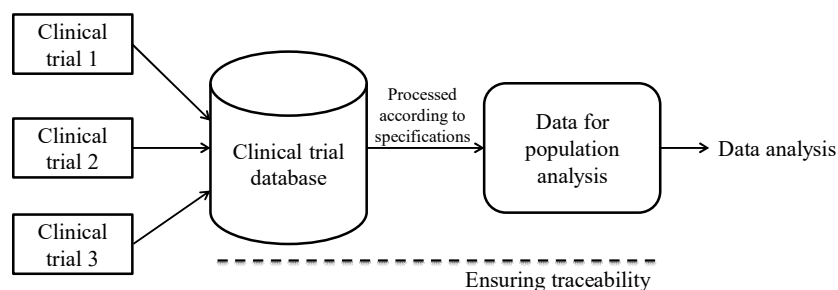 Clinical
trial 1
Clinical
trial 2
Clinical
trial 3
Clinical trial
database
Processed
according to
specifications
Data for
population
analysis
Data analysis
Ensuring traceability